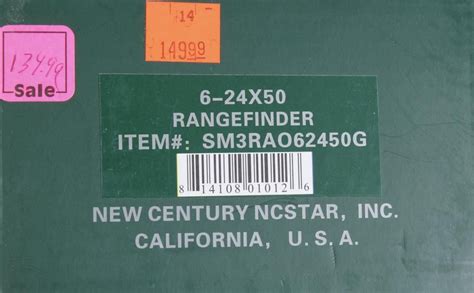 14
149.99
134.99
Sale
6-24X50
RANGEFINDER
ITEM#: SM3RAO62450G
8 14108 01012 6
NEW CENTURY NCSTAR, INC.
CALIFORNIA, U.S.A.